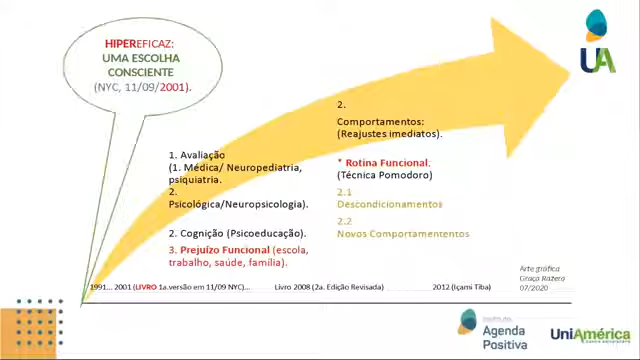 HIPEREFICAZ:
UMA ESCOLHA
CONSCIENTE
(NYC, 11/09/2001).
UA
2.
Comportamentos:
(Reajustes imediatos).
1. Avaliação
(1. Médica/ Neuropediatria,
psiquiatria.
2.
Psicológica/Neuropsicologia).
2. Cognição (Psicoeducação).
3. Prejuízo Funcional (escola,
trabalho, saúde, família).
* Rotina Funcional.
(Técnica Pomodoro)
2.1
Descondicionamentos
2.2
Novos Comportamententos
Arte gráfica
Graça Razera
07/2020
1991... 2001 (LIVRO 1a.versão em 11/09 NYC)...
Livro 2008 (2a. Edição Revisada)
2012 (Içami Tiba)
Agenda
Positiva
UniAmérica